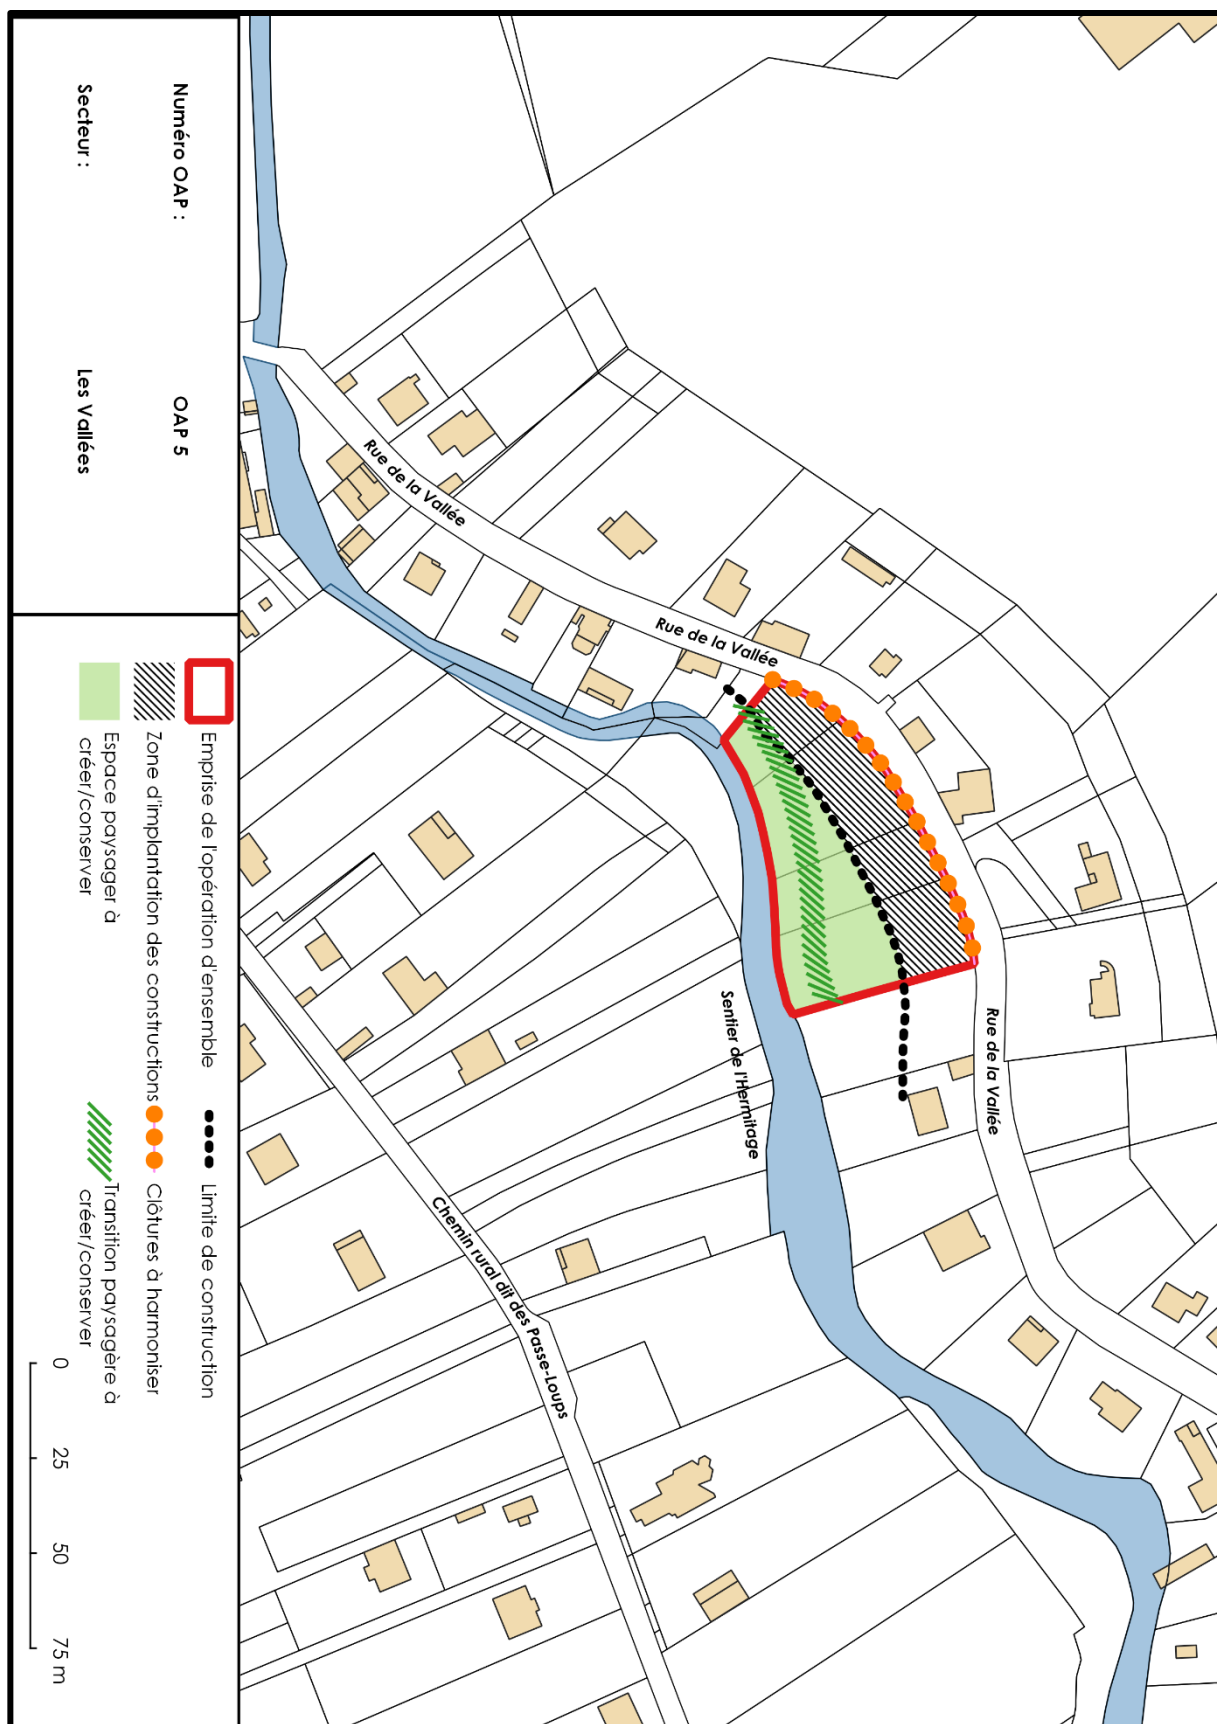 Rue de la Vallée
Rue de la Vallée
Rue de la Vallée
Sentier de l'Hermitage
Chemin rural dit des Passe-Loups
Numéro OAP : OAP 5
Secteur : Les Vallées
Emprise de l'opération d'ensemble
Zone d'implantation des constructions
Espace paysager à
créer/conserver
Limite de construction
Clôtures à harmoniser
Transition paysagère à
créer/conserver
0 25 50 75 m